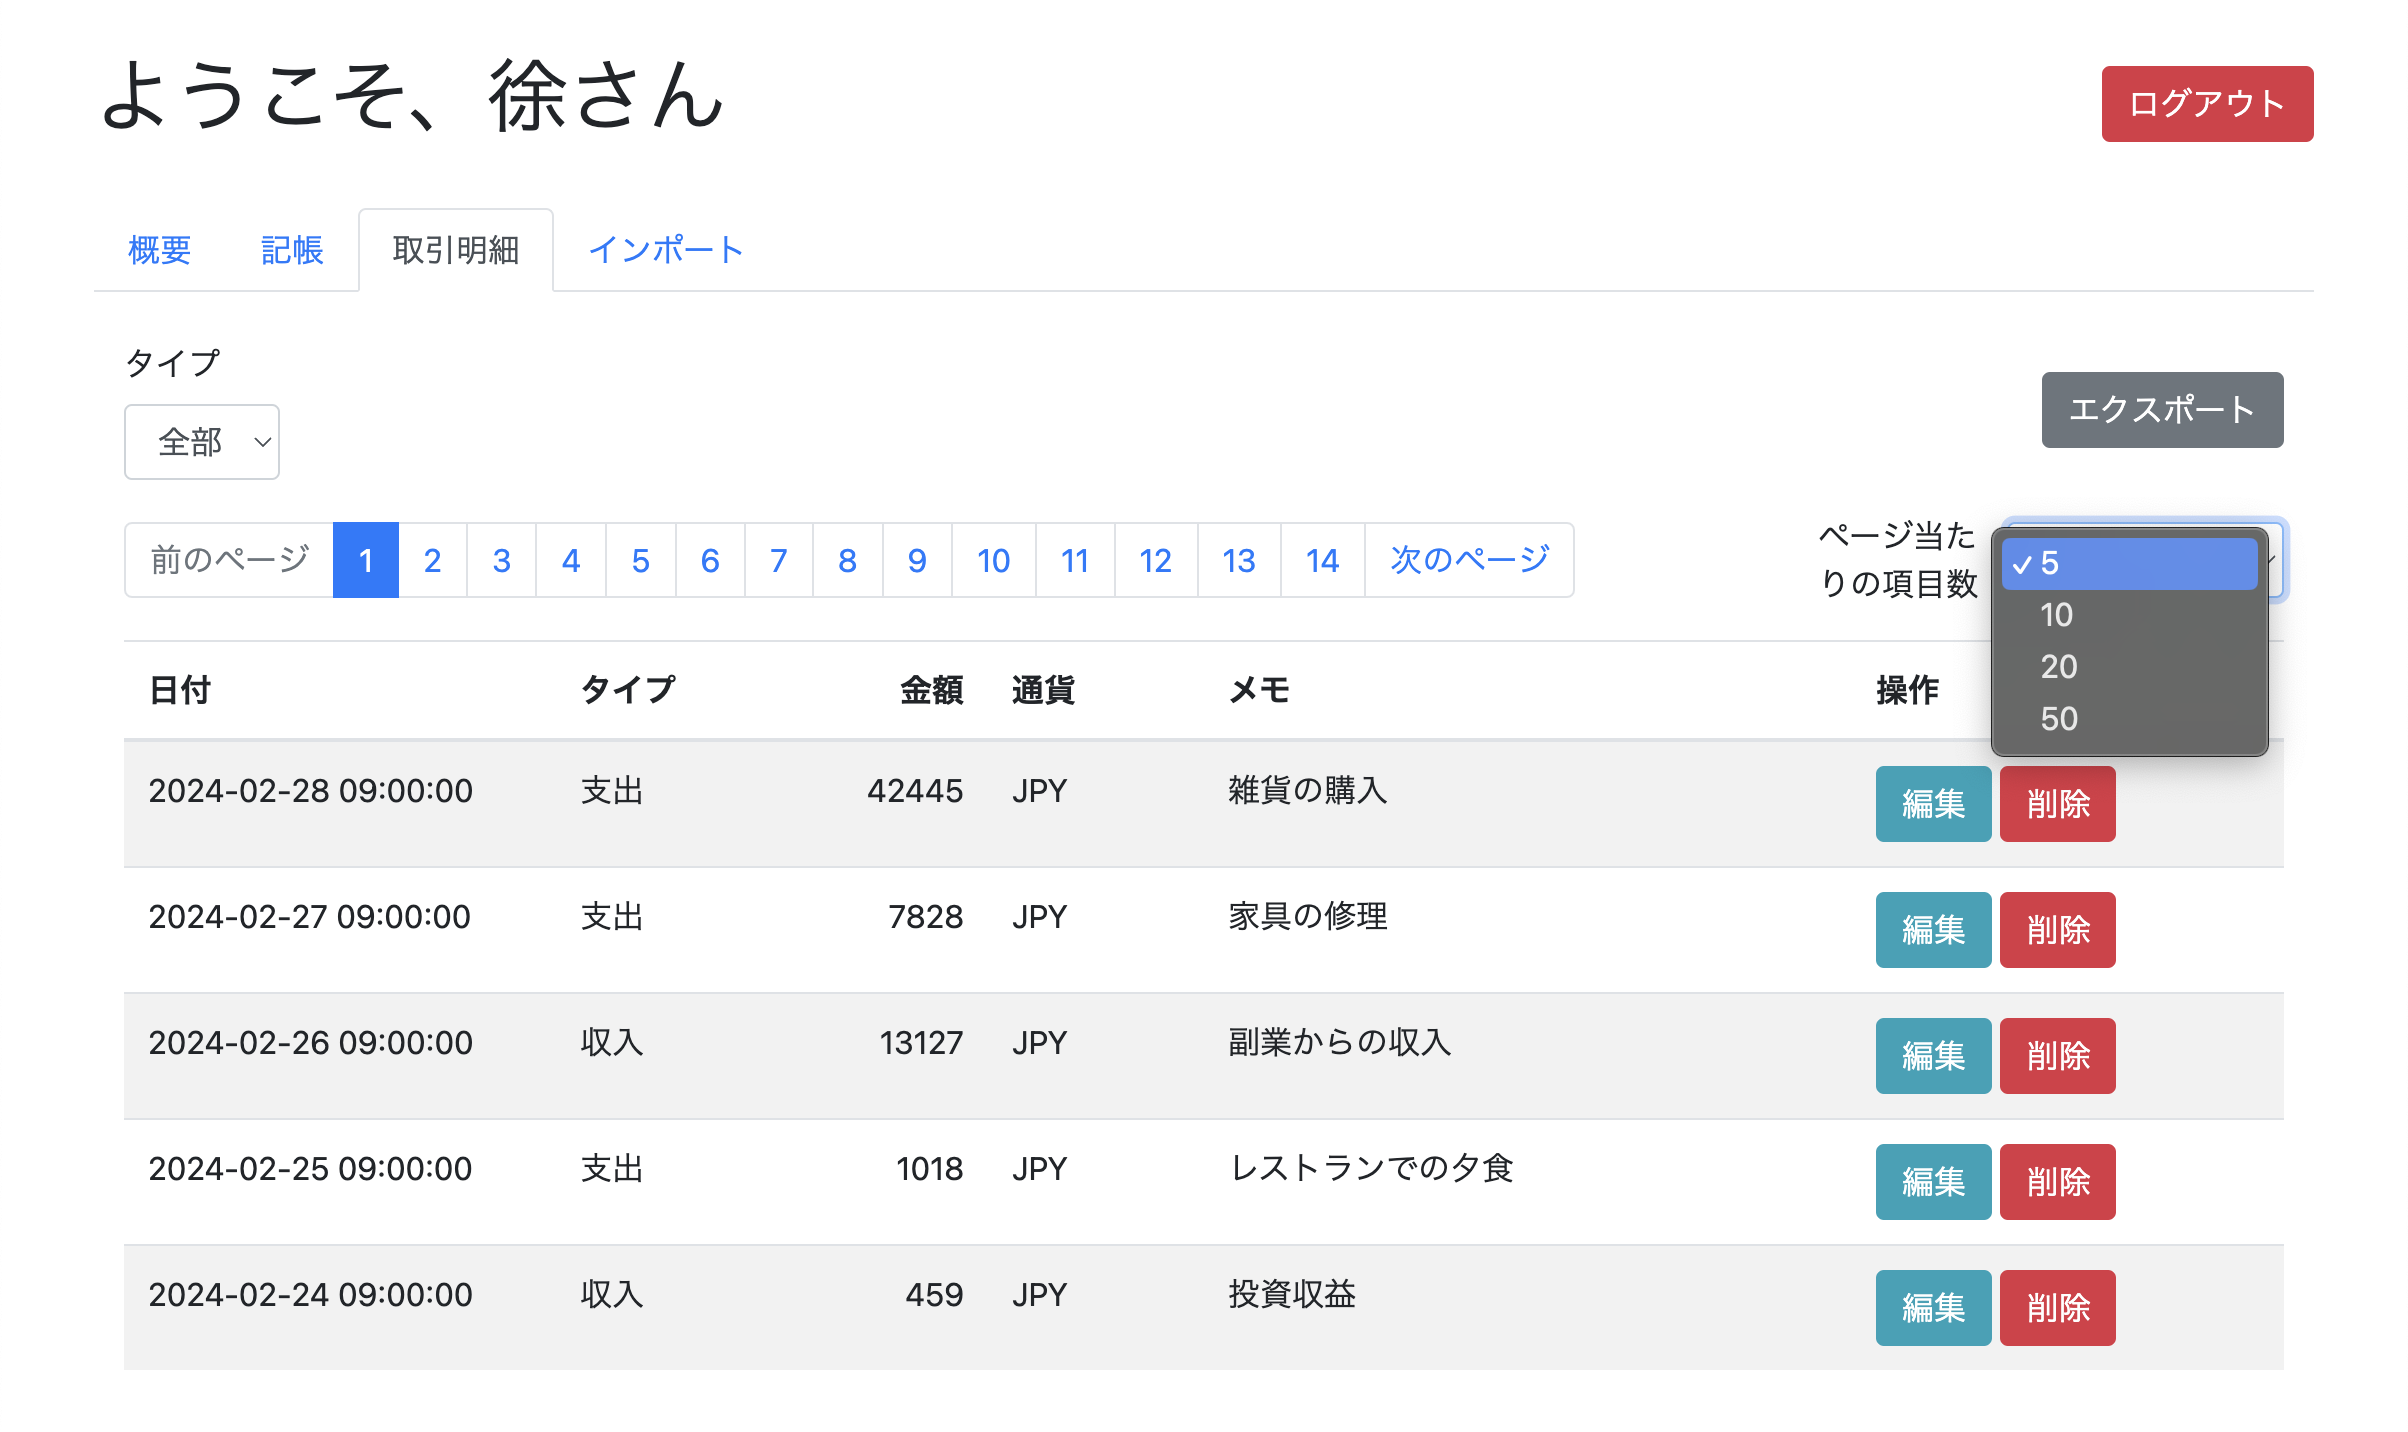 ようこそ、徐さん
ログアウト
概要 記帳 取引明細 インポート
タイプ
エクスポート
全部
前のページ 1 2 3 4 5 6 7 8 9 10 11 12 13 14 次のページ
ページ当た
りの項目数
5
10
20
50
日付 タイプ 金額 通貨 メモ 操作
2024-02-28 09:00:00 支出 42445 JPY 雑貨の購入 編集 削除
2024-02-27 09:00:00 支出 7828 JPY 家具の修理 編集 削除
2024-02-26 09:00:00 収入 13127 JPY 副業からの収入 編集 削除
2024-02-25 09:00:00 支出 1018 JPY レストランでの夕食 編集 削除
2024-02-24 09:00:00 収入 459 JPY 投資収益 編集 削除